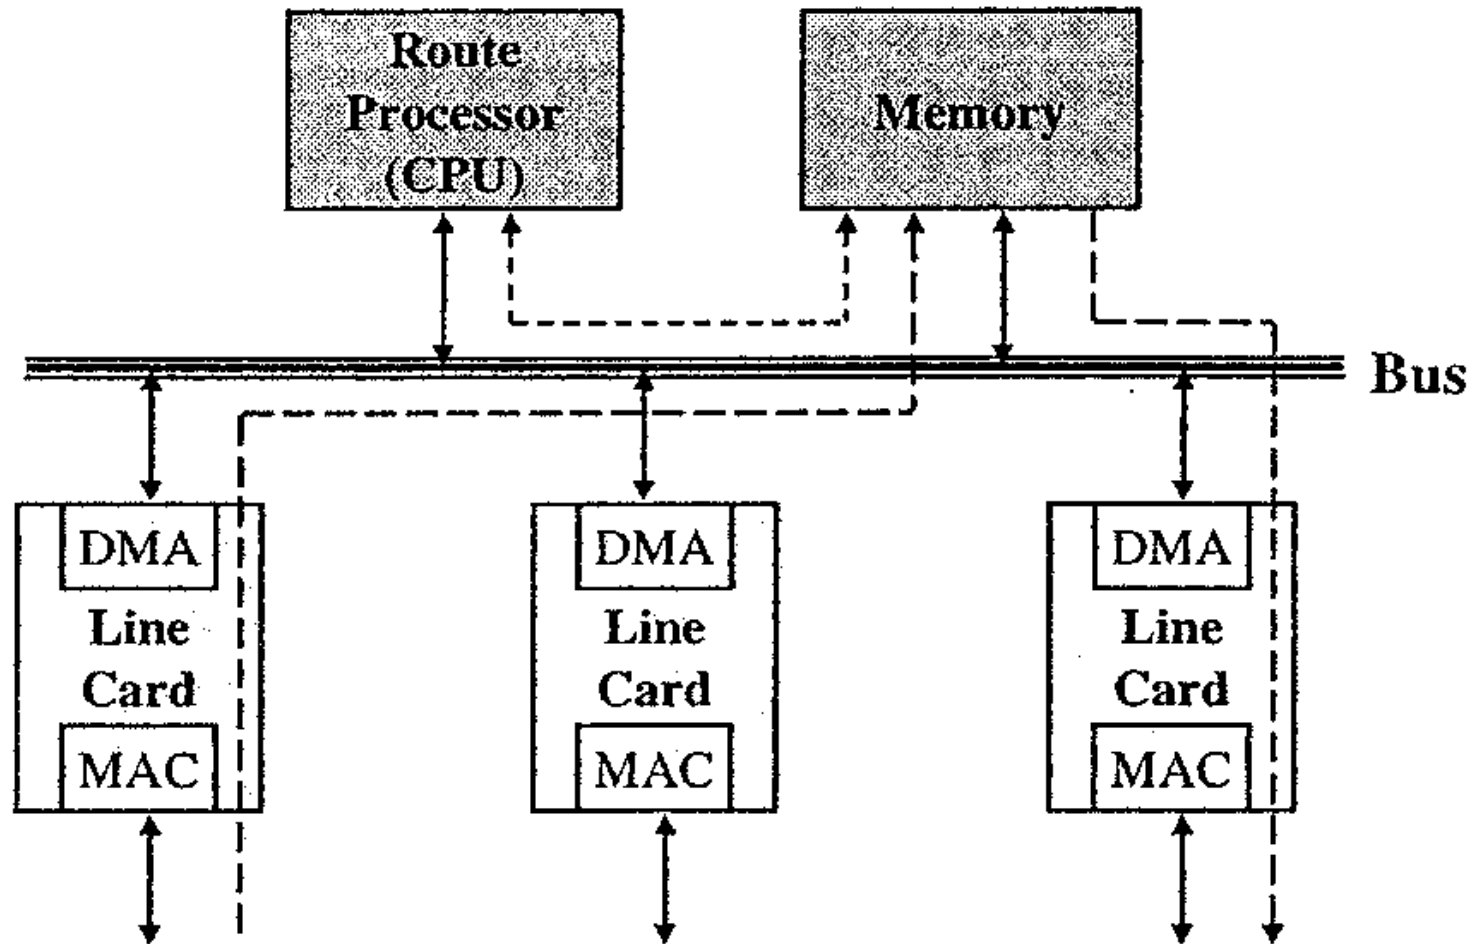 Route
Processor
(CPU)
Memory
Bus
DMA
Line
Card
MAC
DMA
Line
Card
MAC
DMA
Line
Card
MAC